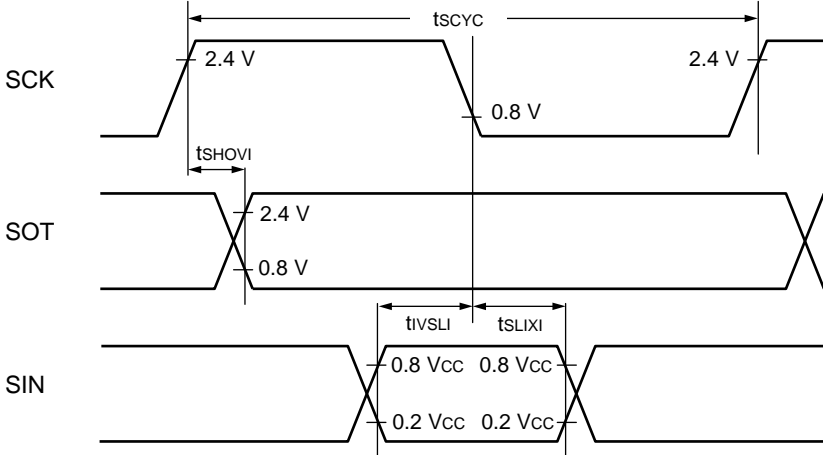 tSCYC
SCK
2.4 V
2.4 V
0.8 V
tSHOVI
SOT
2.4 V
0.8 V
tIVSLI tSLIXI
SIN
0.8 VCC 0.8 VCC
0.2 VCC 0.2 VCC